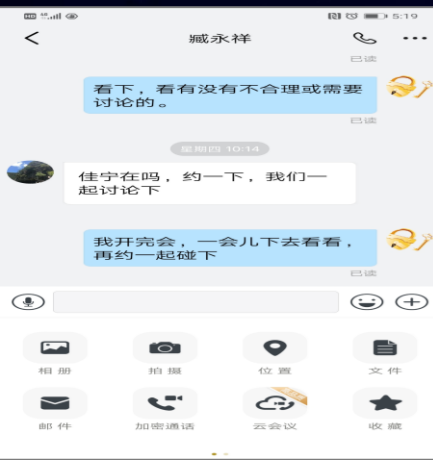 5:19
臧永祥
已读
看下，看有没有不合理或需要
讨论的。
已读
星期四 10:14
佳宁在吗，约一下，我们一
起讨论下
我开完会，一会儿下去看看，
再约一起碰下
已读
相册
拍摄
位置
文件
邮件
加密通话
云会议
收藏